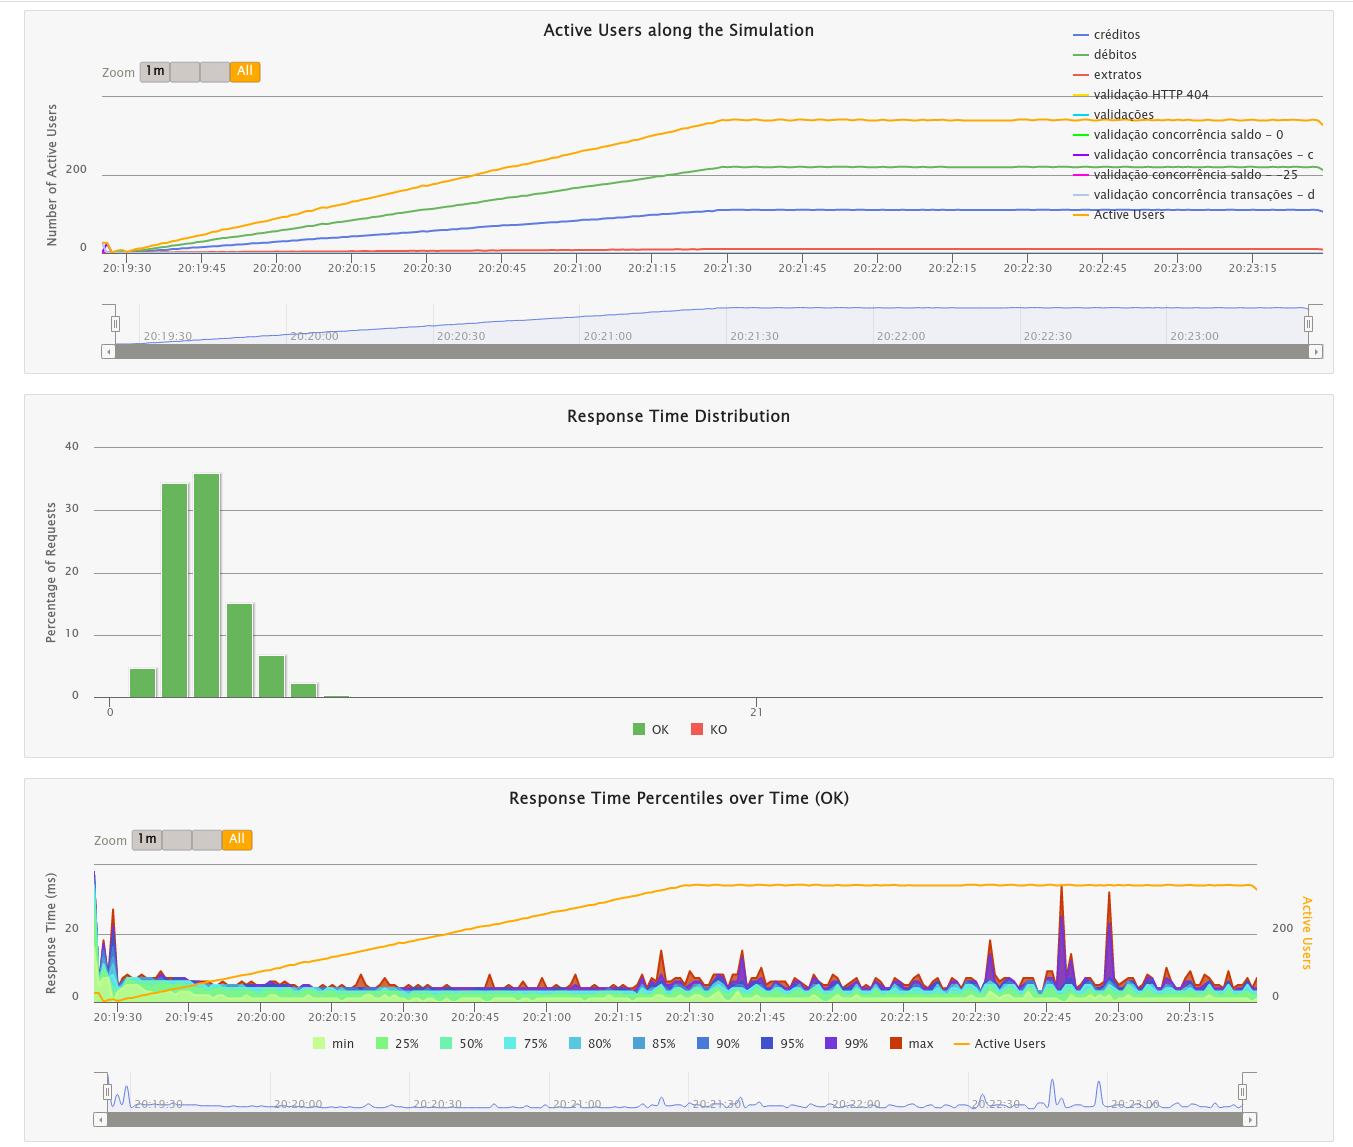 Active Users along the Simulation
Zoom 1m All
créditos
débitos
extratos
validação HTTP 404
validações
validação concorrência saldo – 0
validação concorrência transações – c
validação concorrência saldo – -25
validação concorrência transações – d
Active Users
Number of Active Users
200
0
20:19:30 20:19:45 20:20:00 20:20:15 20:20:30 20:20:45 20:21:00 20:21:15 20:21:30 20:21:45 20:22:00 20:22:15 20:22:30 20:22:45 20:23:00 20:23:15
20:19:30 20:20:00 20:20:30 20:21:00 20:21:30 20:22:00 20:22:30 20:23:00
Response Time Distribution
Percentage of Requests
40
30
20
10
0
0 21
OK KO
Response Time Percentiles over Time (OK)
Zoom 1m All
Response Time (ms)
20
0
Active Users
200
0
20:19:30 20:19:45 20:20:00 20:20:15 20:20:30 20:20:45 20:21:00 20:21:15 20:21:30 20:21:45 20:22:00 20:22:15 20:22:30 20:22:45 20:23:00 20:23:15
min 25% 50% 75% 80% 85% 90% 95% 99% max Active Users
20:19:30 20:20:00 20:20:30 20:21:00 20:21:30 20:22:00 20:22:30 20:23:00